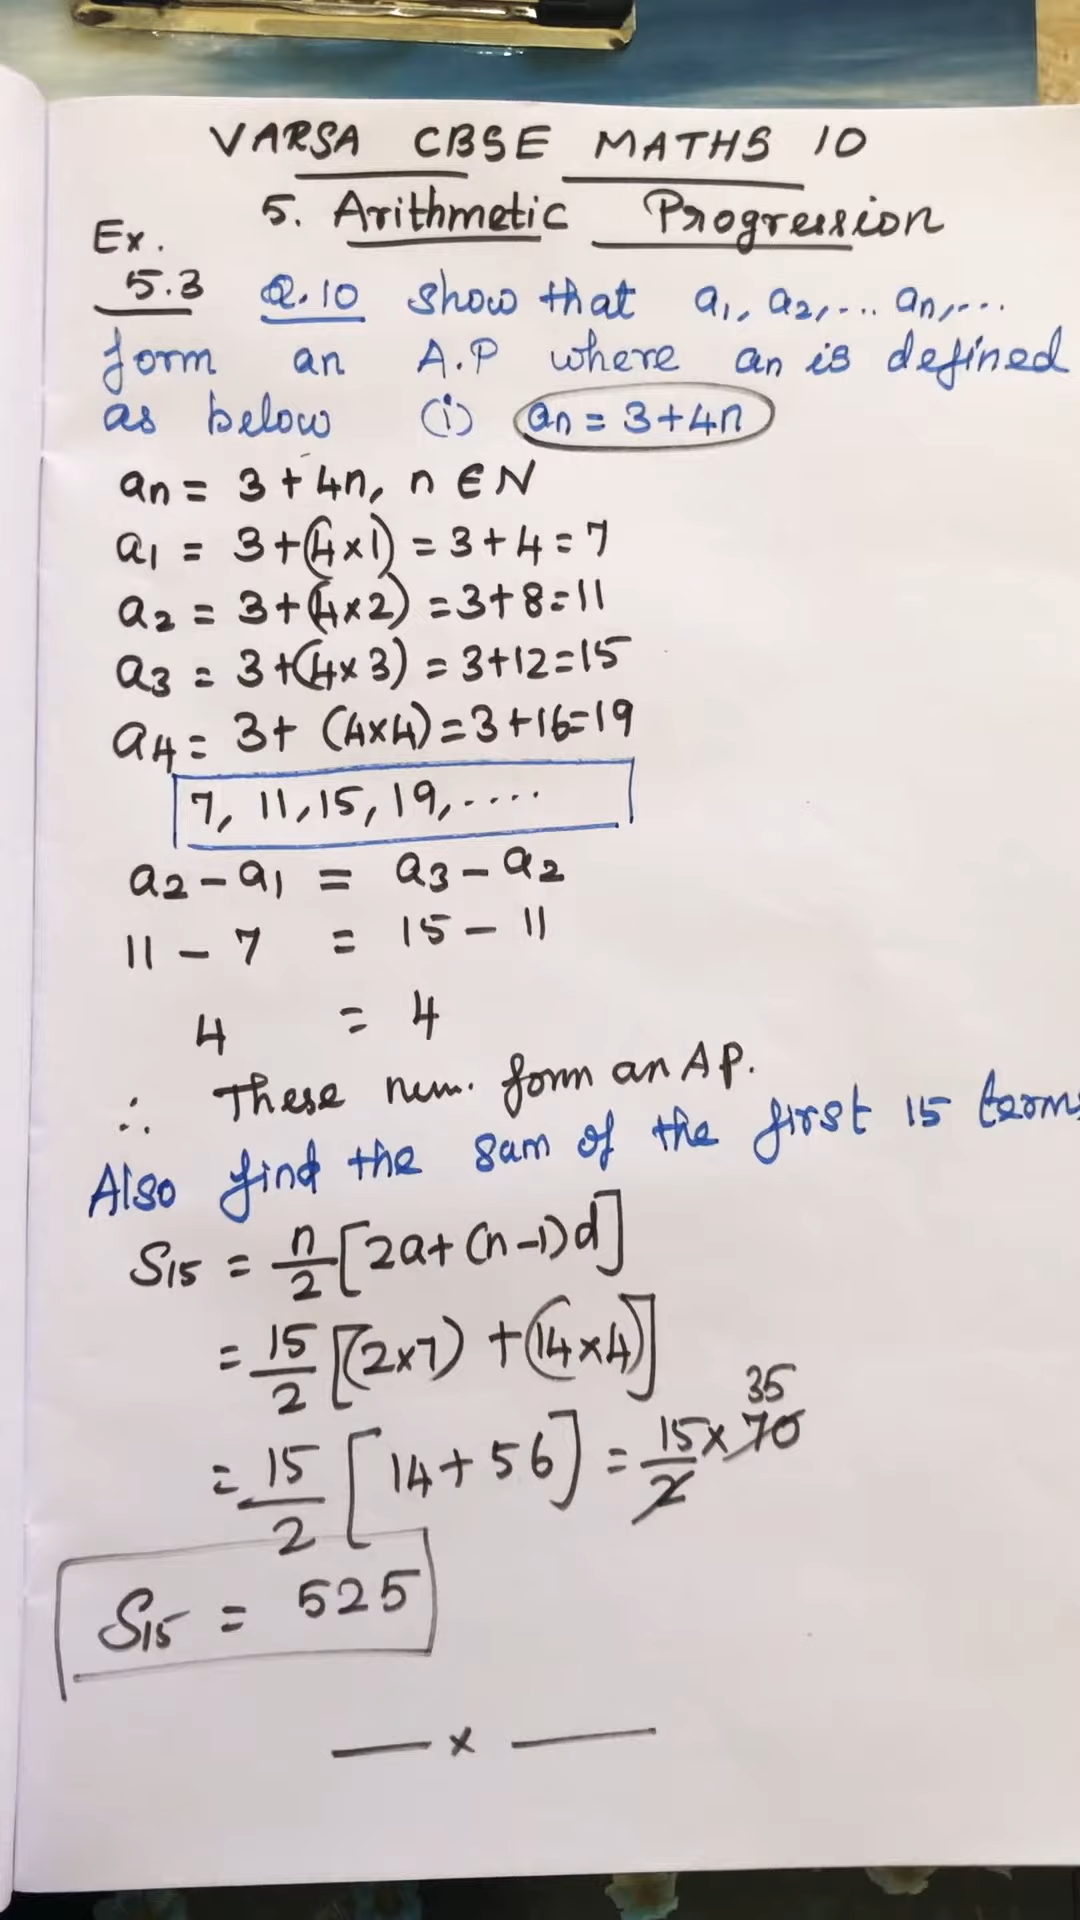 VARSA CBSE MATHS 10
5. Arithmetic Progression
Ex.
5.3 Q.10 show that a₁, a₂,... aₙ,...
form an A.P where aₙ is defined
as below (i) aₙ = 3+4n
aₙ = 3+4n, n ∈ N
a₁ = 3+(4×1) = 3+4=7
a₂ = 3+(4×2) =3+8=11
a₃ = 3+(4×3) = 3+12=15
a₄ = 3+ (4×4)=3+16=19
7, 11, 15, 19, ....
a₂-a₁ = a₃-a₂
11 - 7 = 15 - 11
4 = 4
∴ These num. form an AP.
Also find the sum of the first 15 terms
S₁₅ = n/2 [2a+(n-1)d]
= 15/2 [(2×7) + (14×4)]
= 15/2 [14+56] = 15/2 × 70 35
S₁₅ = 525
— × —